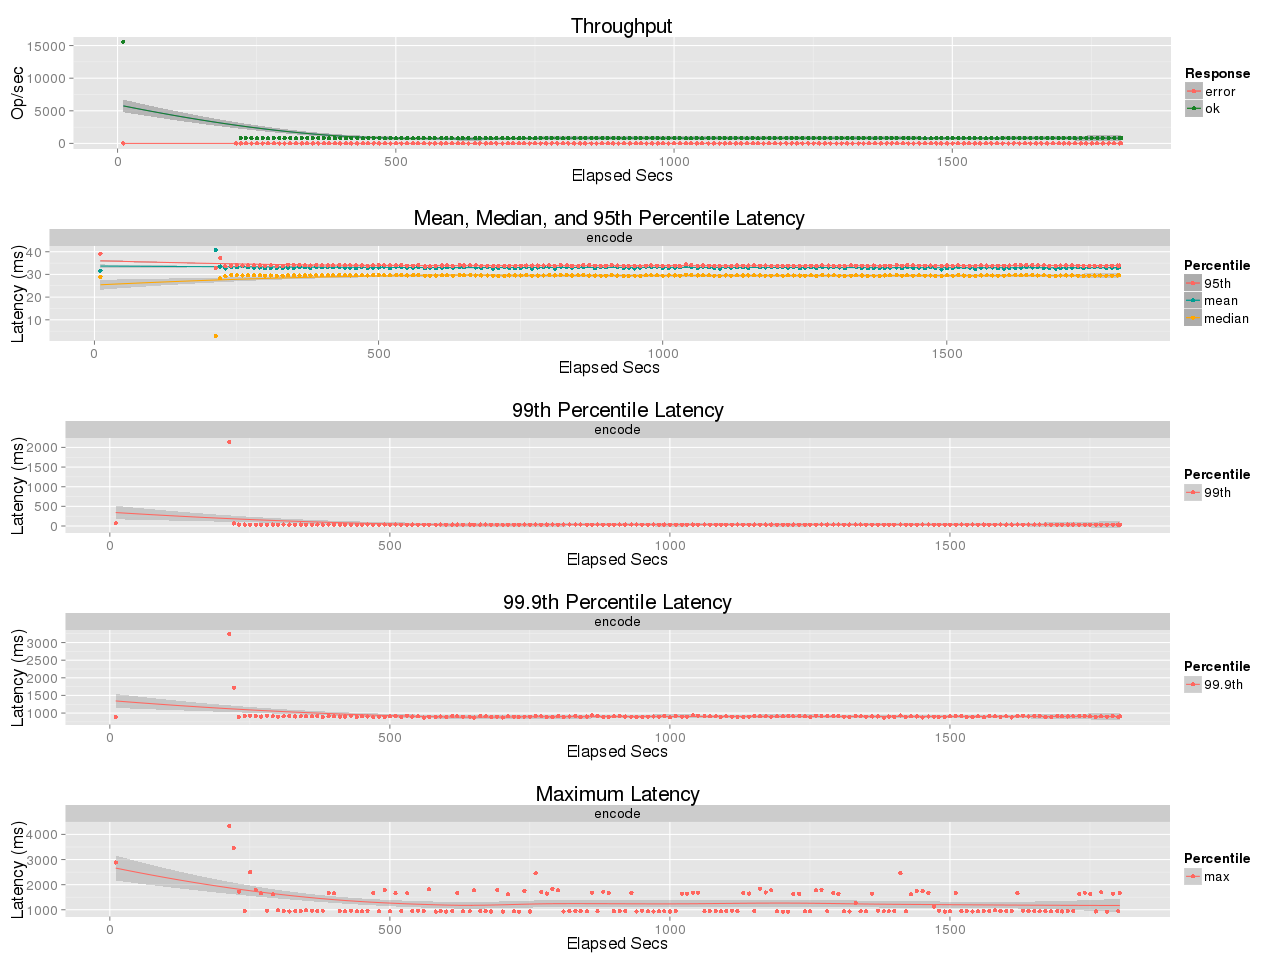 Throughput
15000
10000
5000
0
Op/sec
0 500 1000 1500
Elapsed Secs
Response
error
ok
Mean, Median, and 95th Percentile Latency
encode
40
30
20
10
Latency (ms)
0 500 1000 1500
Elapsed Secs
Percentile
95th
mean
median
99th Percentile Latency
encode
2000
1500
1000
500
0
Latency (ms)
0 500 1000 1500
Elapsed Secs
Percentile
99th
99.9th Percentile Latency
encode
3000
2500
2000
1500
1000
Latency (ms)
0 500 1000 1500
Elapsed Secs
Percentile
99.9th
Maximum Latency
encode
4000
3000
2000
1000
Latency (ms)
0 500 1000 1500
Elapsed Secs
Percentile
max